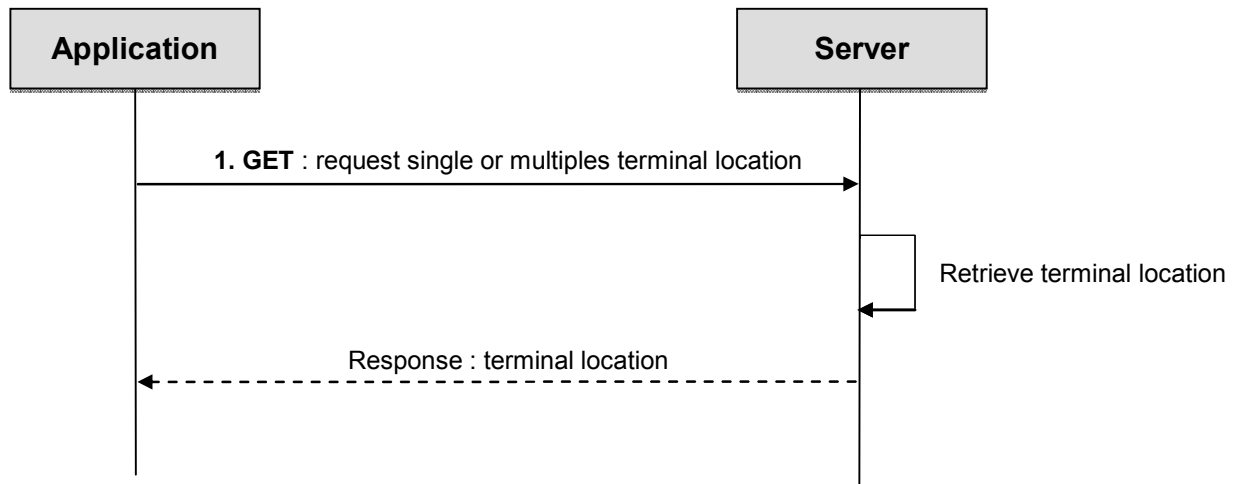 Application
Server
1. GET : request single or multiples terminal location
Retrieve terminal location
Response : terminal location